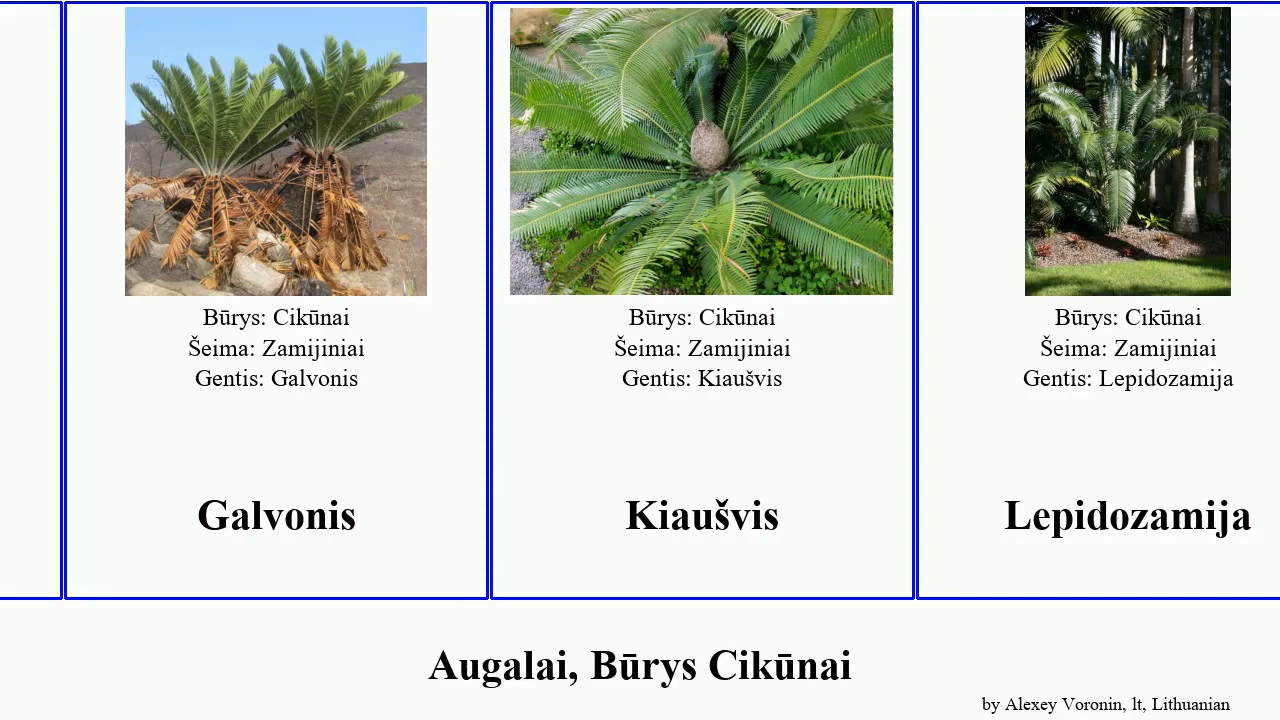 Būrys: Cikūnai
Šeima: Zamijiniai
Gentis: Galvonis
Galvonis
Būrys: Cikūnai
Šeima: Zamijiniai
Gentis: Kiaušvis
Kiaušvis
Būrys: Cikūnai
Šeima: Zamijiniai
Gentis: Lepidozamija
Lepidozamija
Augalai, Būrys Cikūnai
by Alexey Voronin, lt, Lithuanian